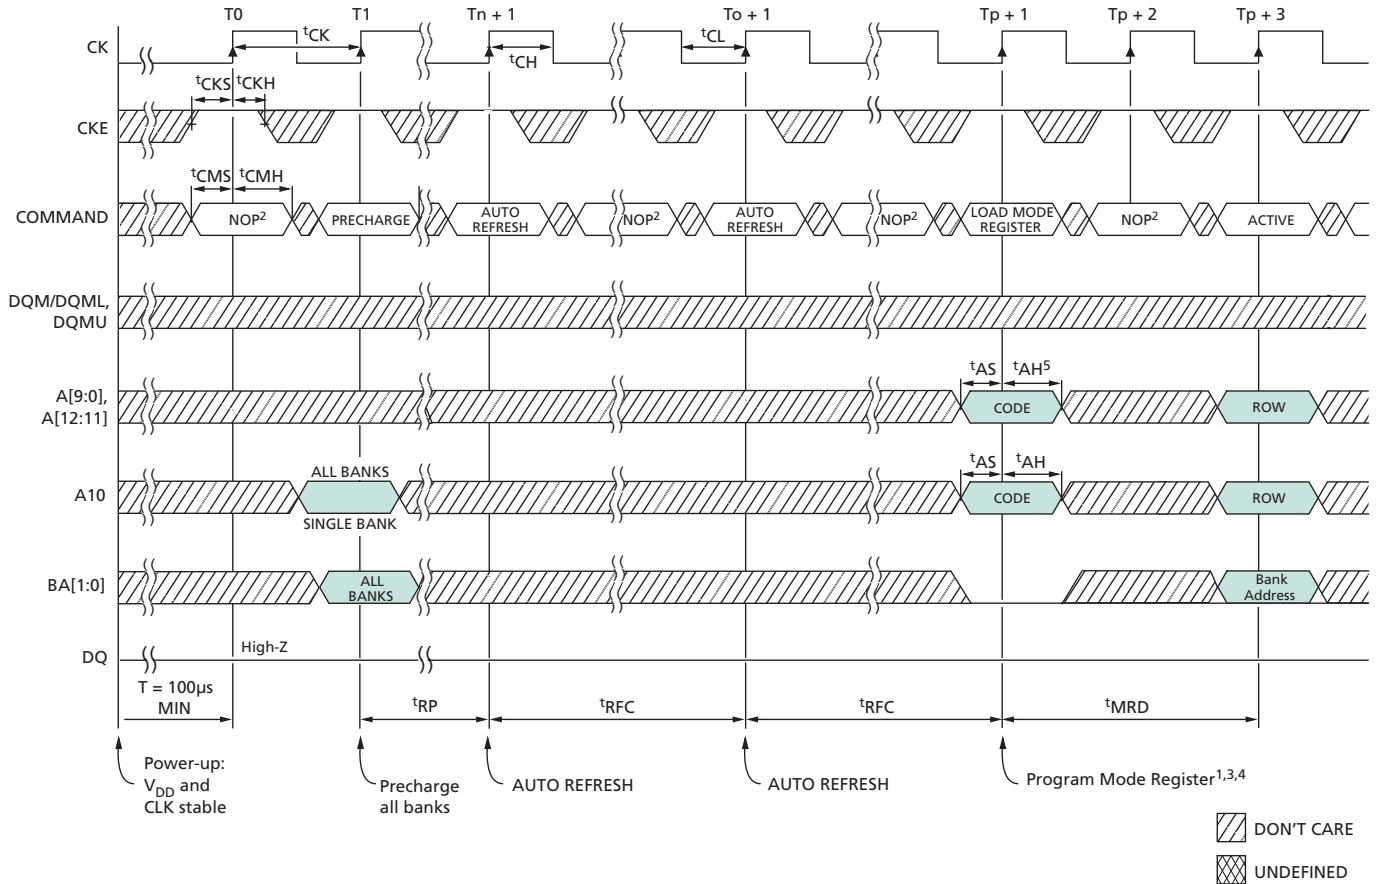 T0 T1 Tn + 1 To + 1 Tp + 1 Tp + 2 Tp + 3
CK tCK tCH tCL
tCKS tCKH
CKE
tCMS tCMH
COMMAND NOP2 PRECHARGE AUTO REFRESH NOP2 AUTO REFRESH NOP2 LOAD MODE REGISTER NOP2 ACTIVE
DQM/DQML,
DQMU
tAS tAH5
A[9:0],
A[12:11]
CODE ROW
ALL BANKS tAS tAH
A10 CODE ROW
SINGLE BANK
BA[1:0] ALL BANKS Bank Address
DQ High-Z
T = 100µs
MIN
tRP tRFC tRFC tMRD
Power-up:
VDD and
CLK stable
Precharge
all banks
AUTO REFRESH
AUTO REFRESH
Program Mode Register1,3,4
DON'T CARE
UNDEFINED